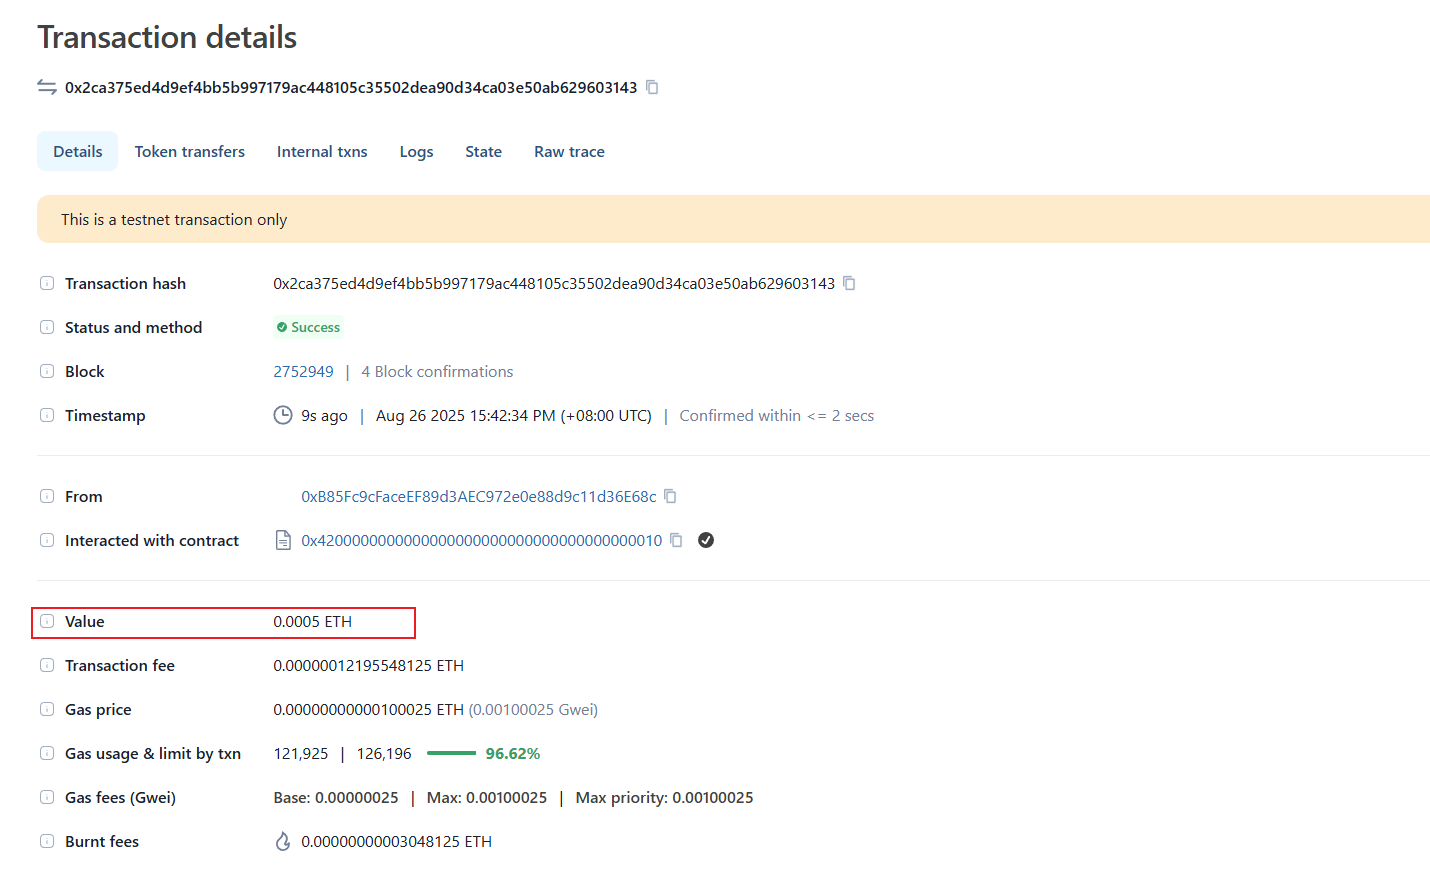 Transaction details
0x2ca375ed4d9ef4bb5b997179ac448105c35502dea90d34ca03e50ab629603143
Details Token transfers Internal txns Logs State Raw trace
This is a testnet transaction only
Transaction hash 0x2ca375ed4d9ef4bb5b997179ac448105c35502dea90d34ca03e50ab629603143
Status and method Success
Block 2752949 | 4 Block confirmations
Timestamp 9s ago | Aug 26 2025 15:42:34 PM (+08:00 UTC) | Confirmed within <= 2 secs
From 0xB85Fc9cFaceEF89d3AEC972e0e88d9c11d36E68c
Interacted with contract 0x4200000000000000000000000000000000000010
Value 0.0005 ETH
Transaction fee 0.00000012195548125 ETH
Gas price 0.00000000000100025 ETH (0.00100025 Gwei)
Gas usage & limit by txn 121,925 | 126,196 96.62%
Gas fees (Gwei) Base: 0.00000025 | Max: 0.00100025 | Max priority: 0.00100025
Burnt fees 0.00000000003048125 ETH